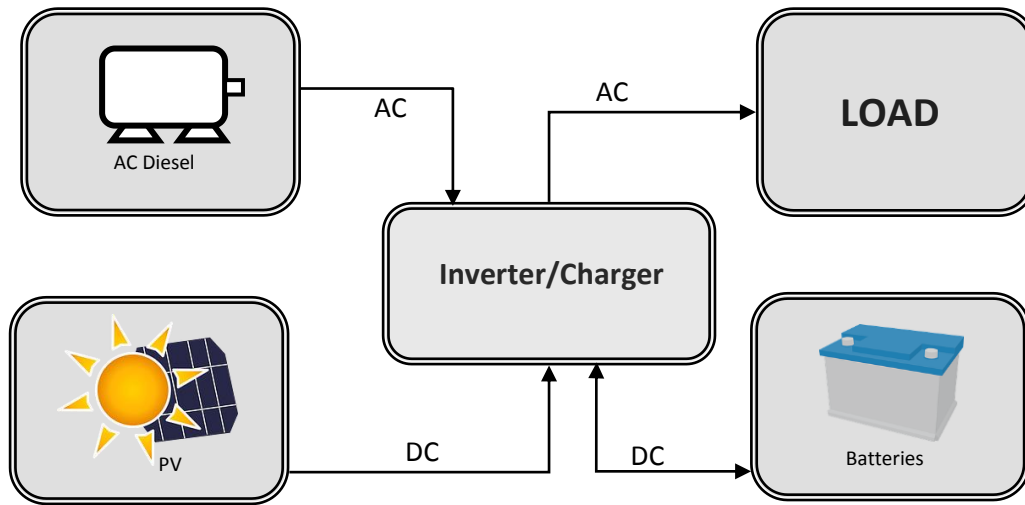 AC Diesel
AC
AC
LOAD
Inverter/Charger
PV
DC
DC
Batteries